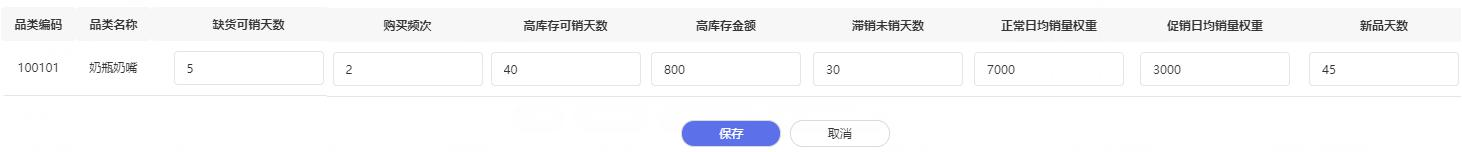 品类编码 品类名称 缺货可销天数 购买频次 高库存可销天数 高库存金额 滞销未销天数 正常日均销量权重 促销日均销量权重 新品天数
100101 奶瓶奶嘴 5 2 40 800 30 7000 3000 45
保存 取消